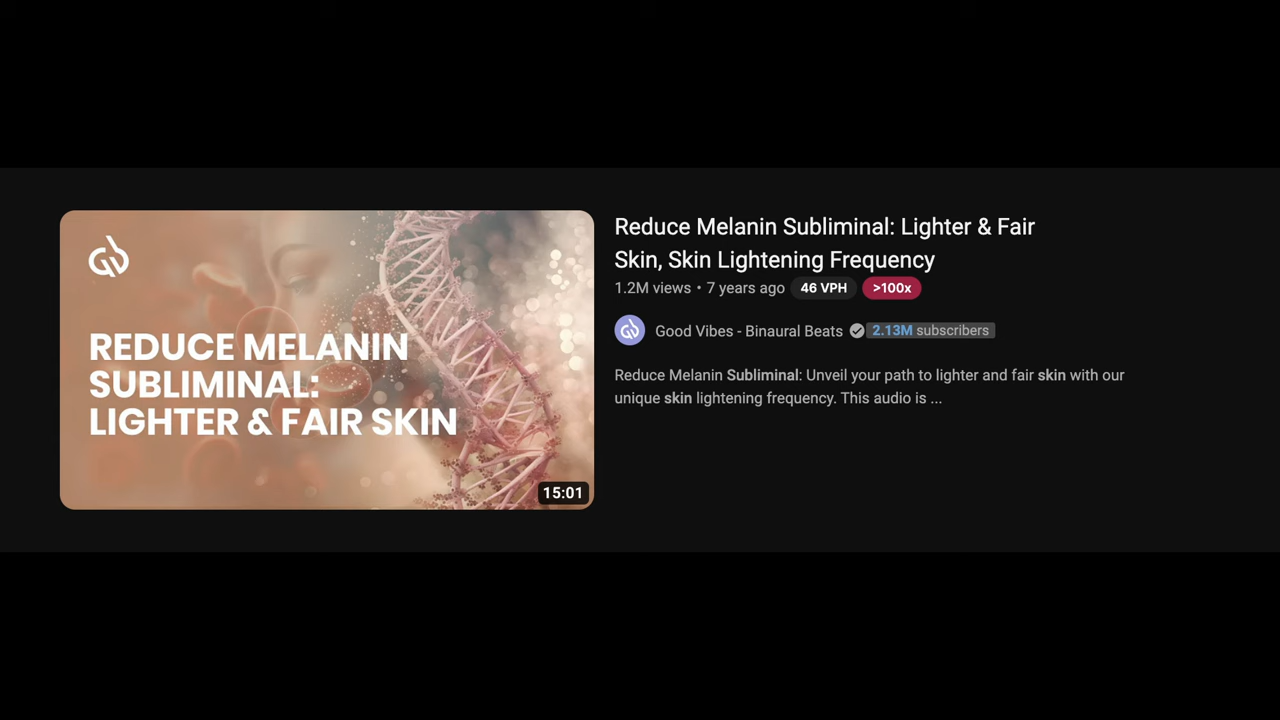 REDUCE MELANIN
SUBLIMINAL:
LIGHTER & FAIR SKIN
15:01
Reduce Melanin Subliminal: Lighter & Fair
Skin, Skin Lightening Frequency
1.2M views • 7 years ago 46 VPH >100x
Good Vibes - Binaural Beats 2.13M subscribers
Reduce Melanin Subliminal: Unveil your path to lighter and fair skin with our
unique skin lightening frequency. This audio is ...